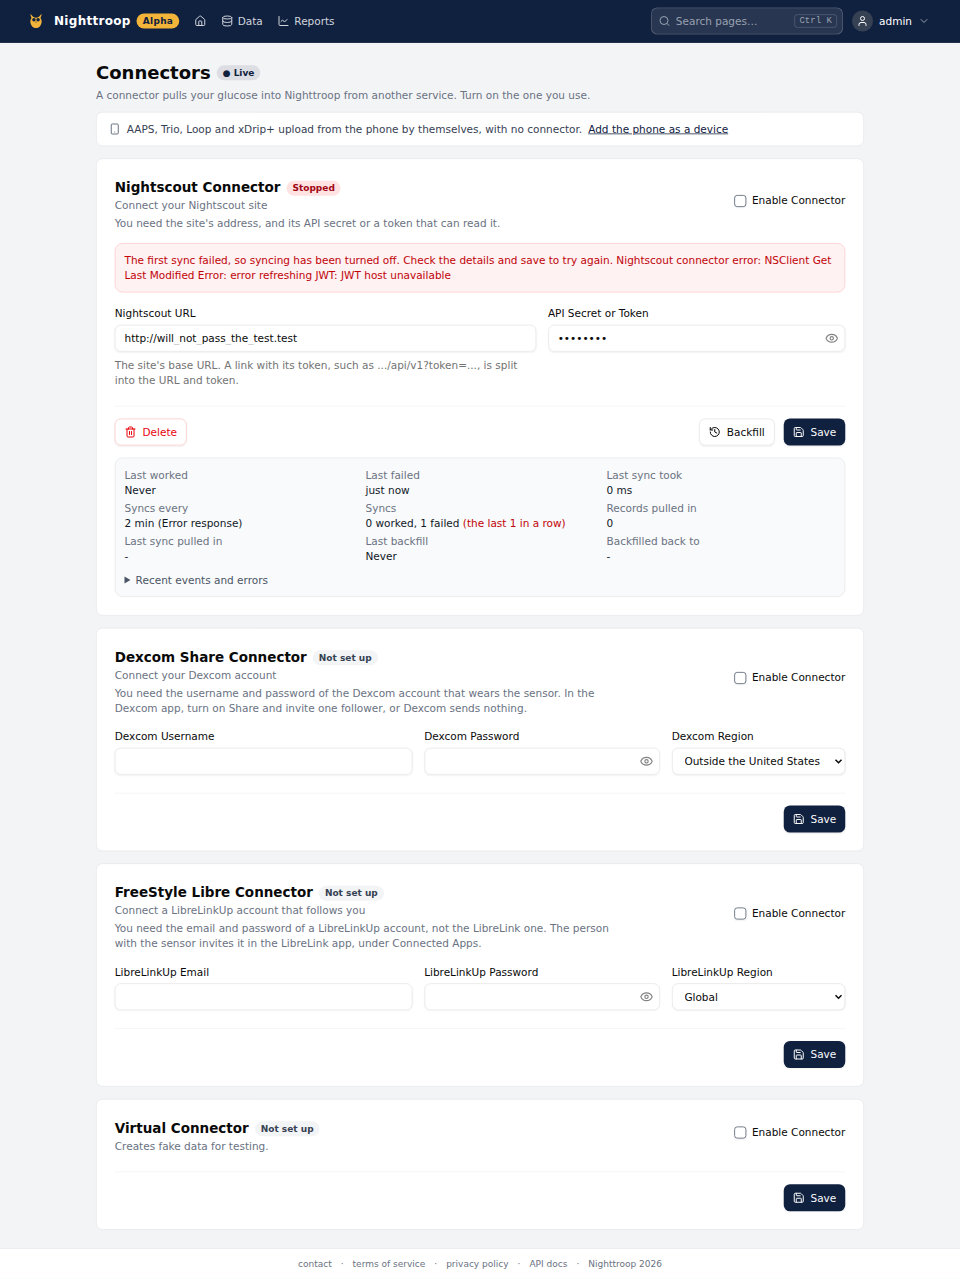 Nighttroop Alpha Data Reports Search pages... Ctrl K admin
Connectors Live
A connector pulls your glucose into Nighttroop from another service. Turn on the one you use.
AAPS, Trio, Loop and xDrip+ upload from the phone by themselves, with no connector. Add the phone as a device
Nightscout Connector Stopped
Connect your Nightscout site
You need the site's address, and its API secret or a token that can read it.
Enable Connector
The first sync failed, so syncing has been turned off. Check the details and save to try again. Nightscout connector error: NSClient Get
Last Modified Error: error refreshing JWT: JWT host unavailable
Nightscout URL API Secret or Token
http://will_not_pass_the_test.test ••••••••
The site's base URL. A link with its token, such as .../api/v1?token=..., is split
into the URL and token.
Delete Backfill Save
Last worked Last failed Last sync took
Never just now 0 ms
Syncs every Syncs Records pulled in
2 min (Error response) 0 worked, 1 failed (the last 1 in a row) 0
Last sync pulled in Last backfill Backfilled back to
- Never -
Recent events and errors
Dexcom Share Connector Not set up
Connect your Dexcom account
Enable Connector
You need the username and password of the Dexcom account that wears the sensor. In the
Dexcom app, turn on Share and invite one follower, or Dexcom sends nothing.
Dexcom Username Dexcom Password Dexcom Region
Outside the United States
Save
FreeStyle Libre Connector Not set up
Connect a LibreLinkUp account that follows you
Enable Connector
You need the email and password of a LibreLinkUp account, not the LibreLink one. The person
with the sensor invites it in the LibreLink app, under Connected Apps.
LibreLinkUp Email LibreLinkUp Password LibreLinkUp Region
Global
Save
Virtual Connector Not set up
Enable Connector
Creates fake data for testing.
Save
contact · terms of service · privacy policy · API docs · Nighttroop 2026